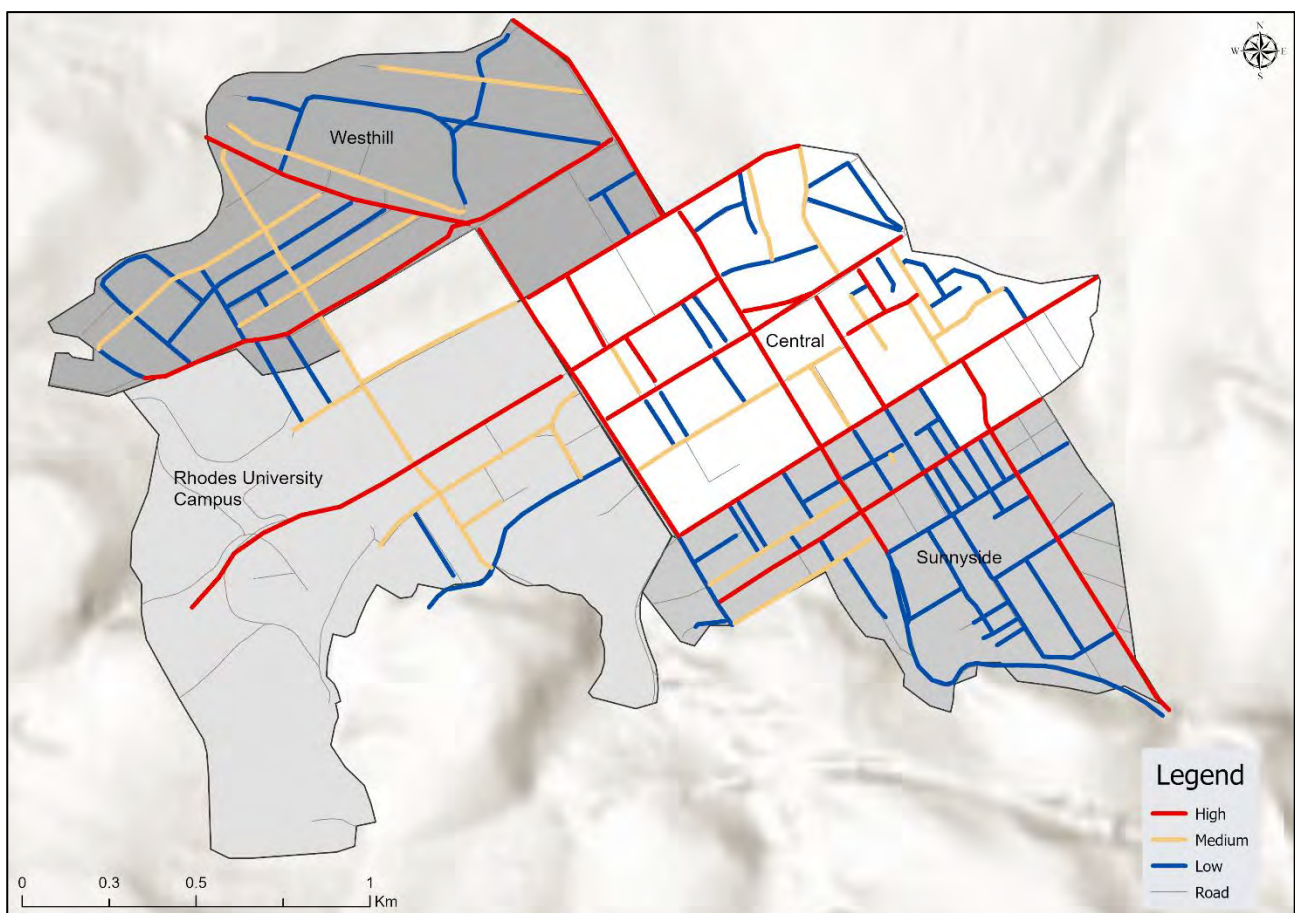 N
W E
S
Westhill
Central
Rhodes University
Campus
Sunnyside
Legend
High
Medium
Low
Road
0 0.3 0.5 1
Km